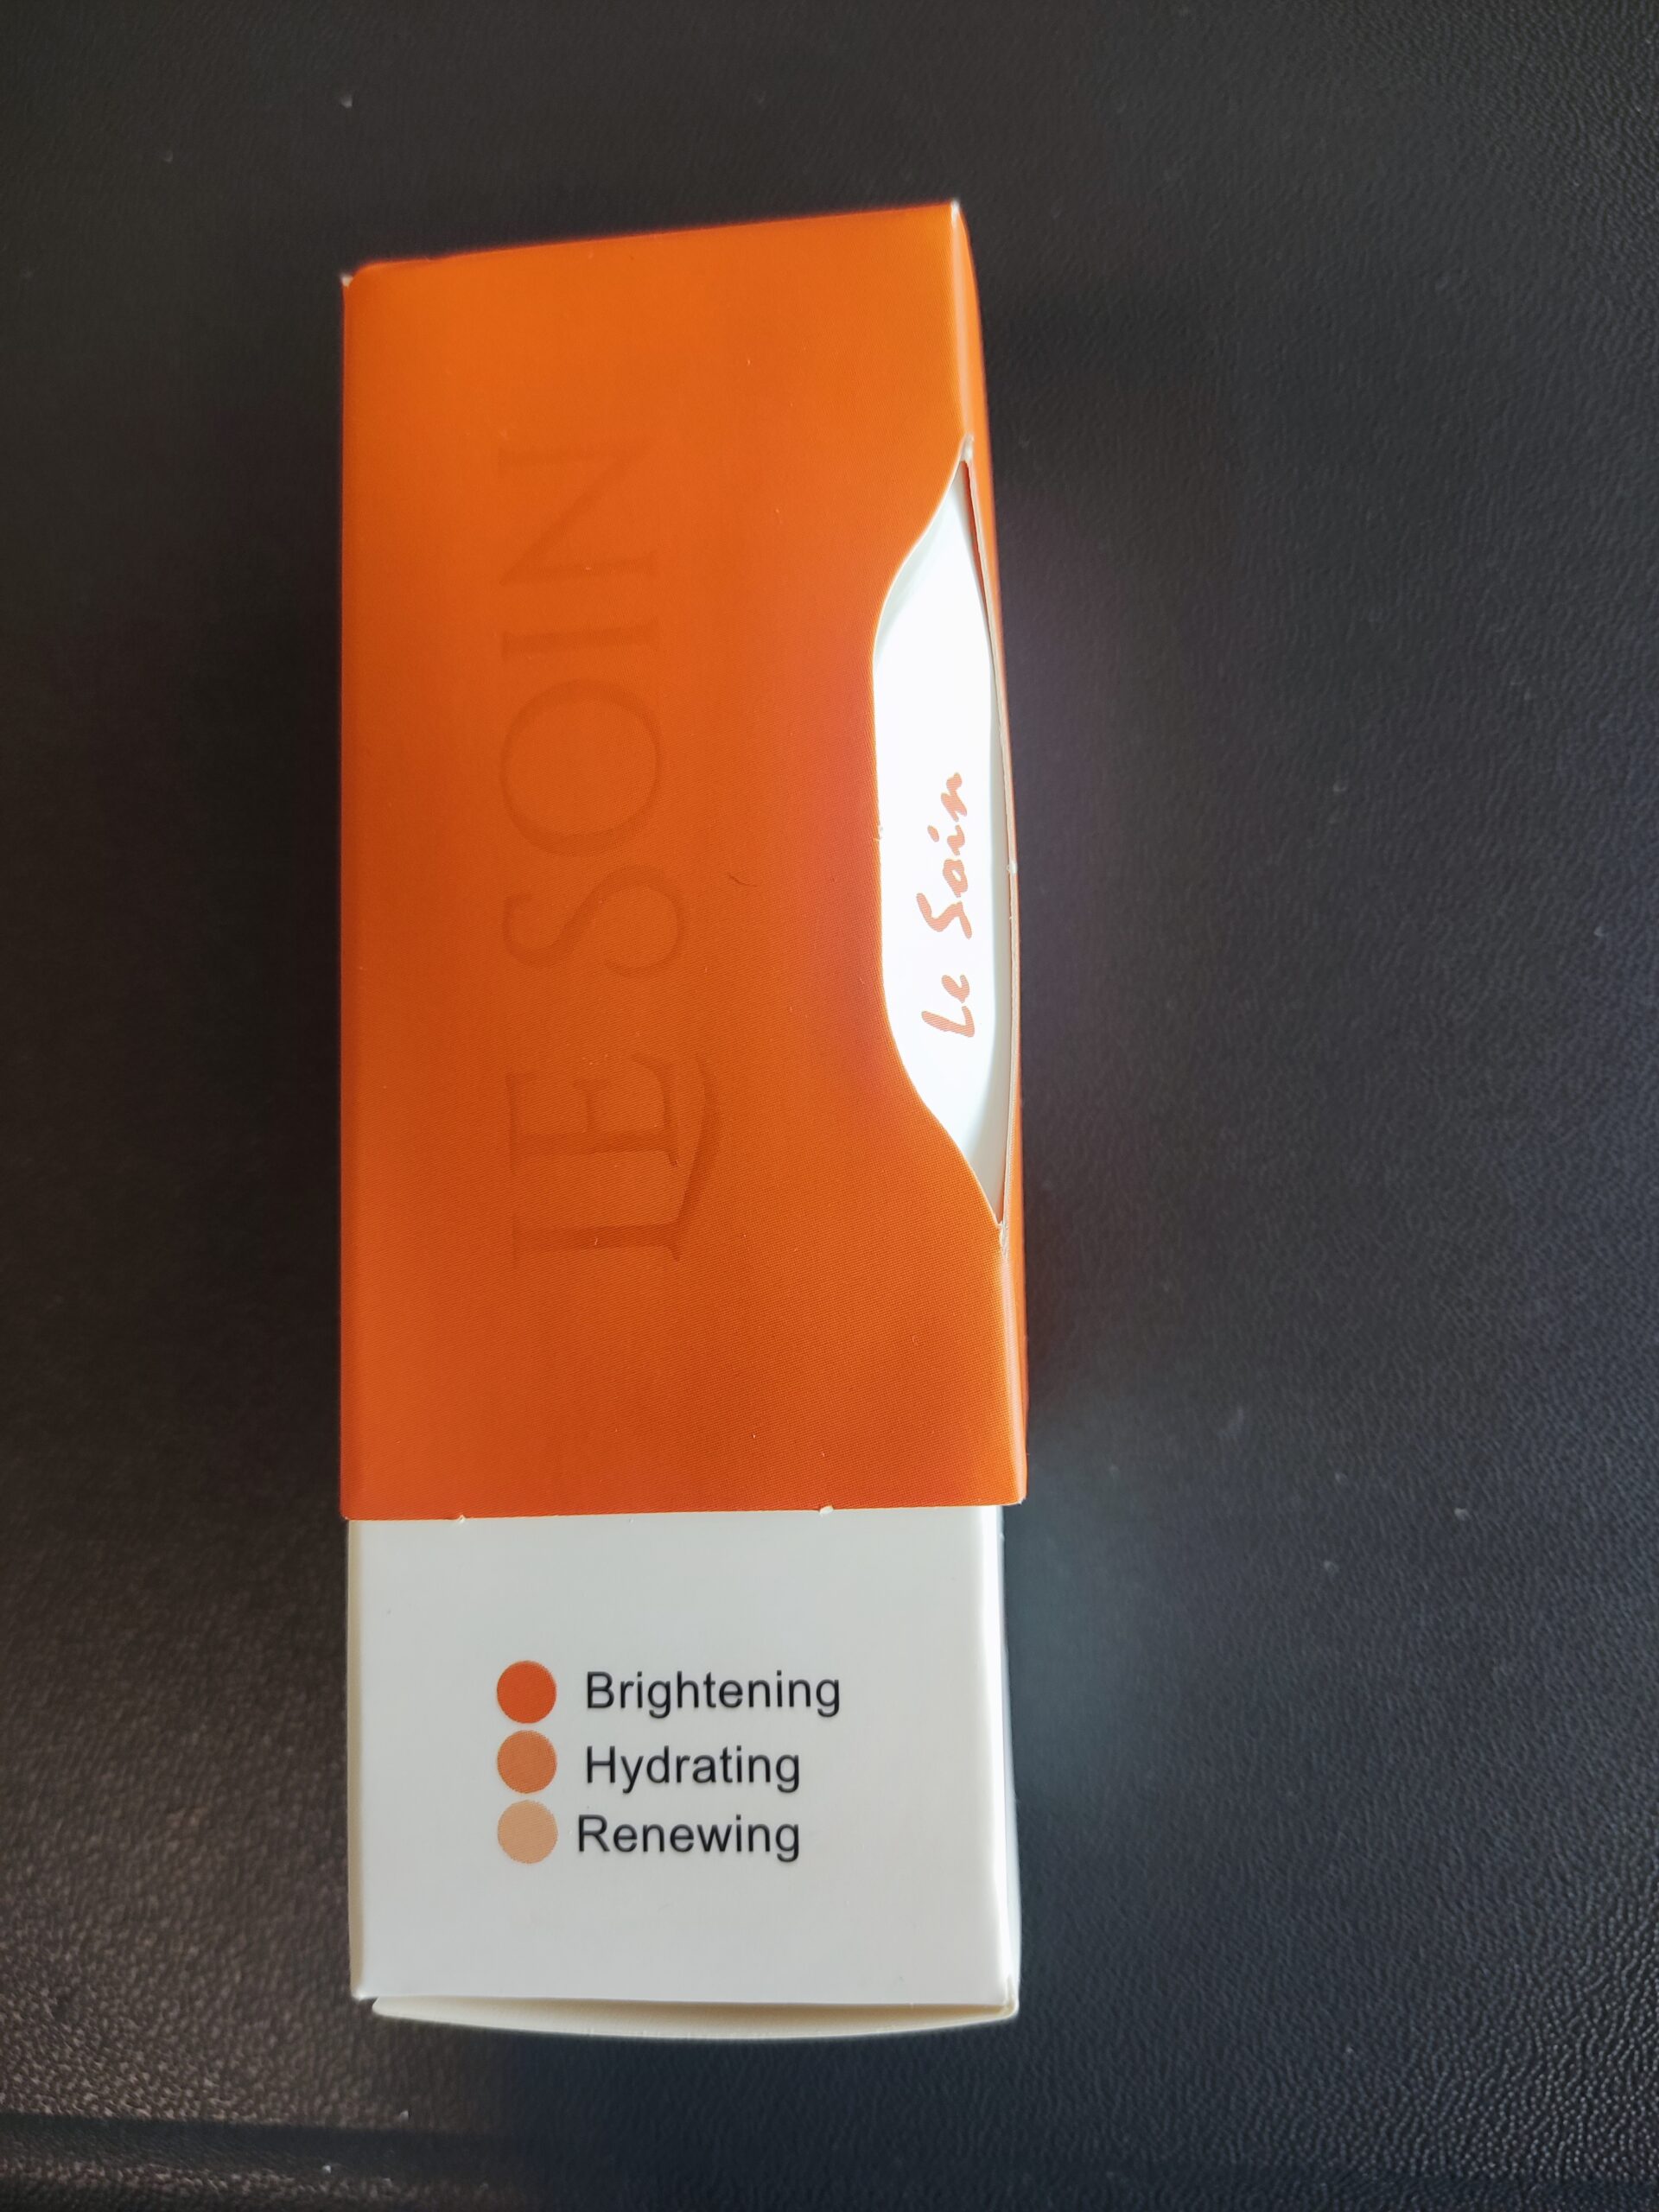 LE SOIN
Le Soin
Brightening
Hydrating
Renewing